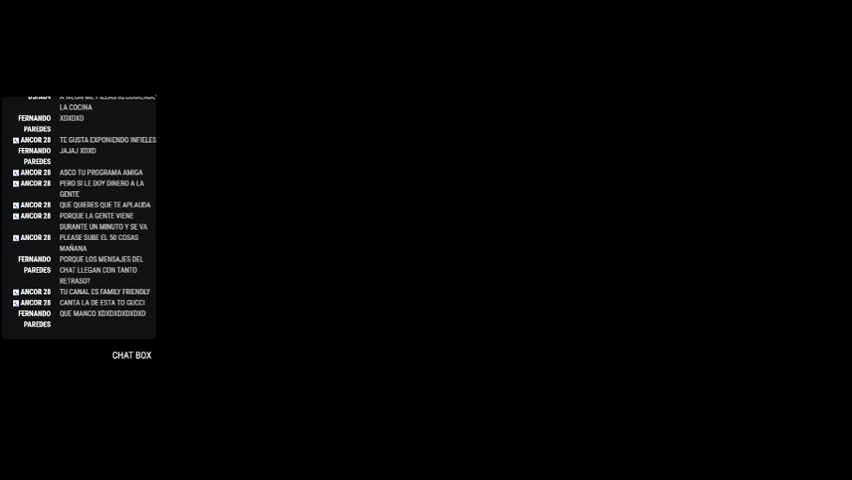 LA COCINA
FERNANDO XDXDXD
PAREDES
ANCOR 28 TE GUSTA EXPONIENDO INFIELES
FERNANDO JAJAJ XDXD
PAREDES
ANCOR 28 ASCO TU PROGRAMA AMIGA
ANCOR 28 PERO SI LE DOY DINERO A LA
GENTE
ANCOR 28 QUE QUIERES QUE TE APLAUDA
ANCOR 28 PORQUE LA GENTE VIENE
DURANTE UN MINUTO Y SE VA
ANCOR 28 PLEASE SUBE EL 50 COSAS
MAÑANA
FERNANDO PORQUE LOS MENSAJES DEL
PAREDES CHAT LLEGAN CON TANTO
RETRASO?
ANCOR 28 TU CANAL ES FAMILY FRIENDLY
ANCOR 28 CANTA LA DE ESTA TO GUCCI
FERNANDO QUE MANCO XDXDXDXDXDXD
PAREDES
CHAT BOX